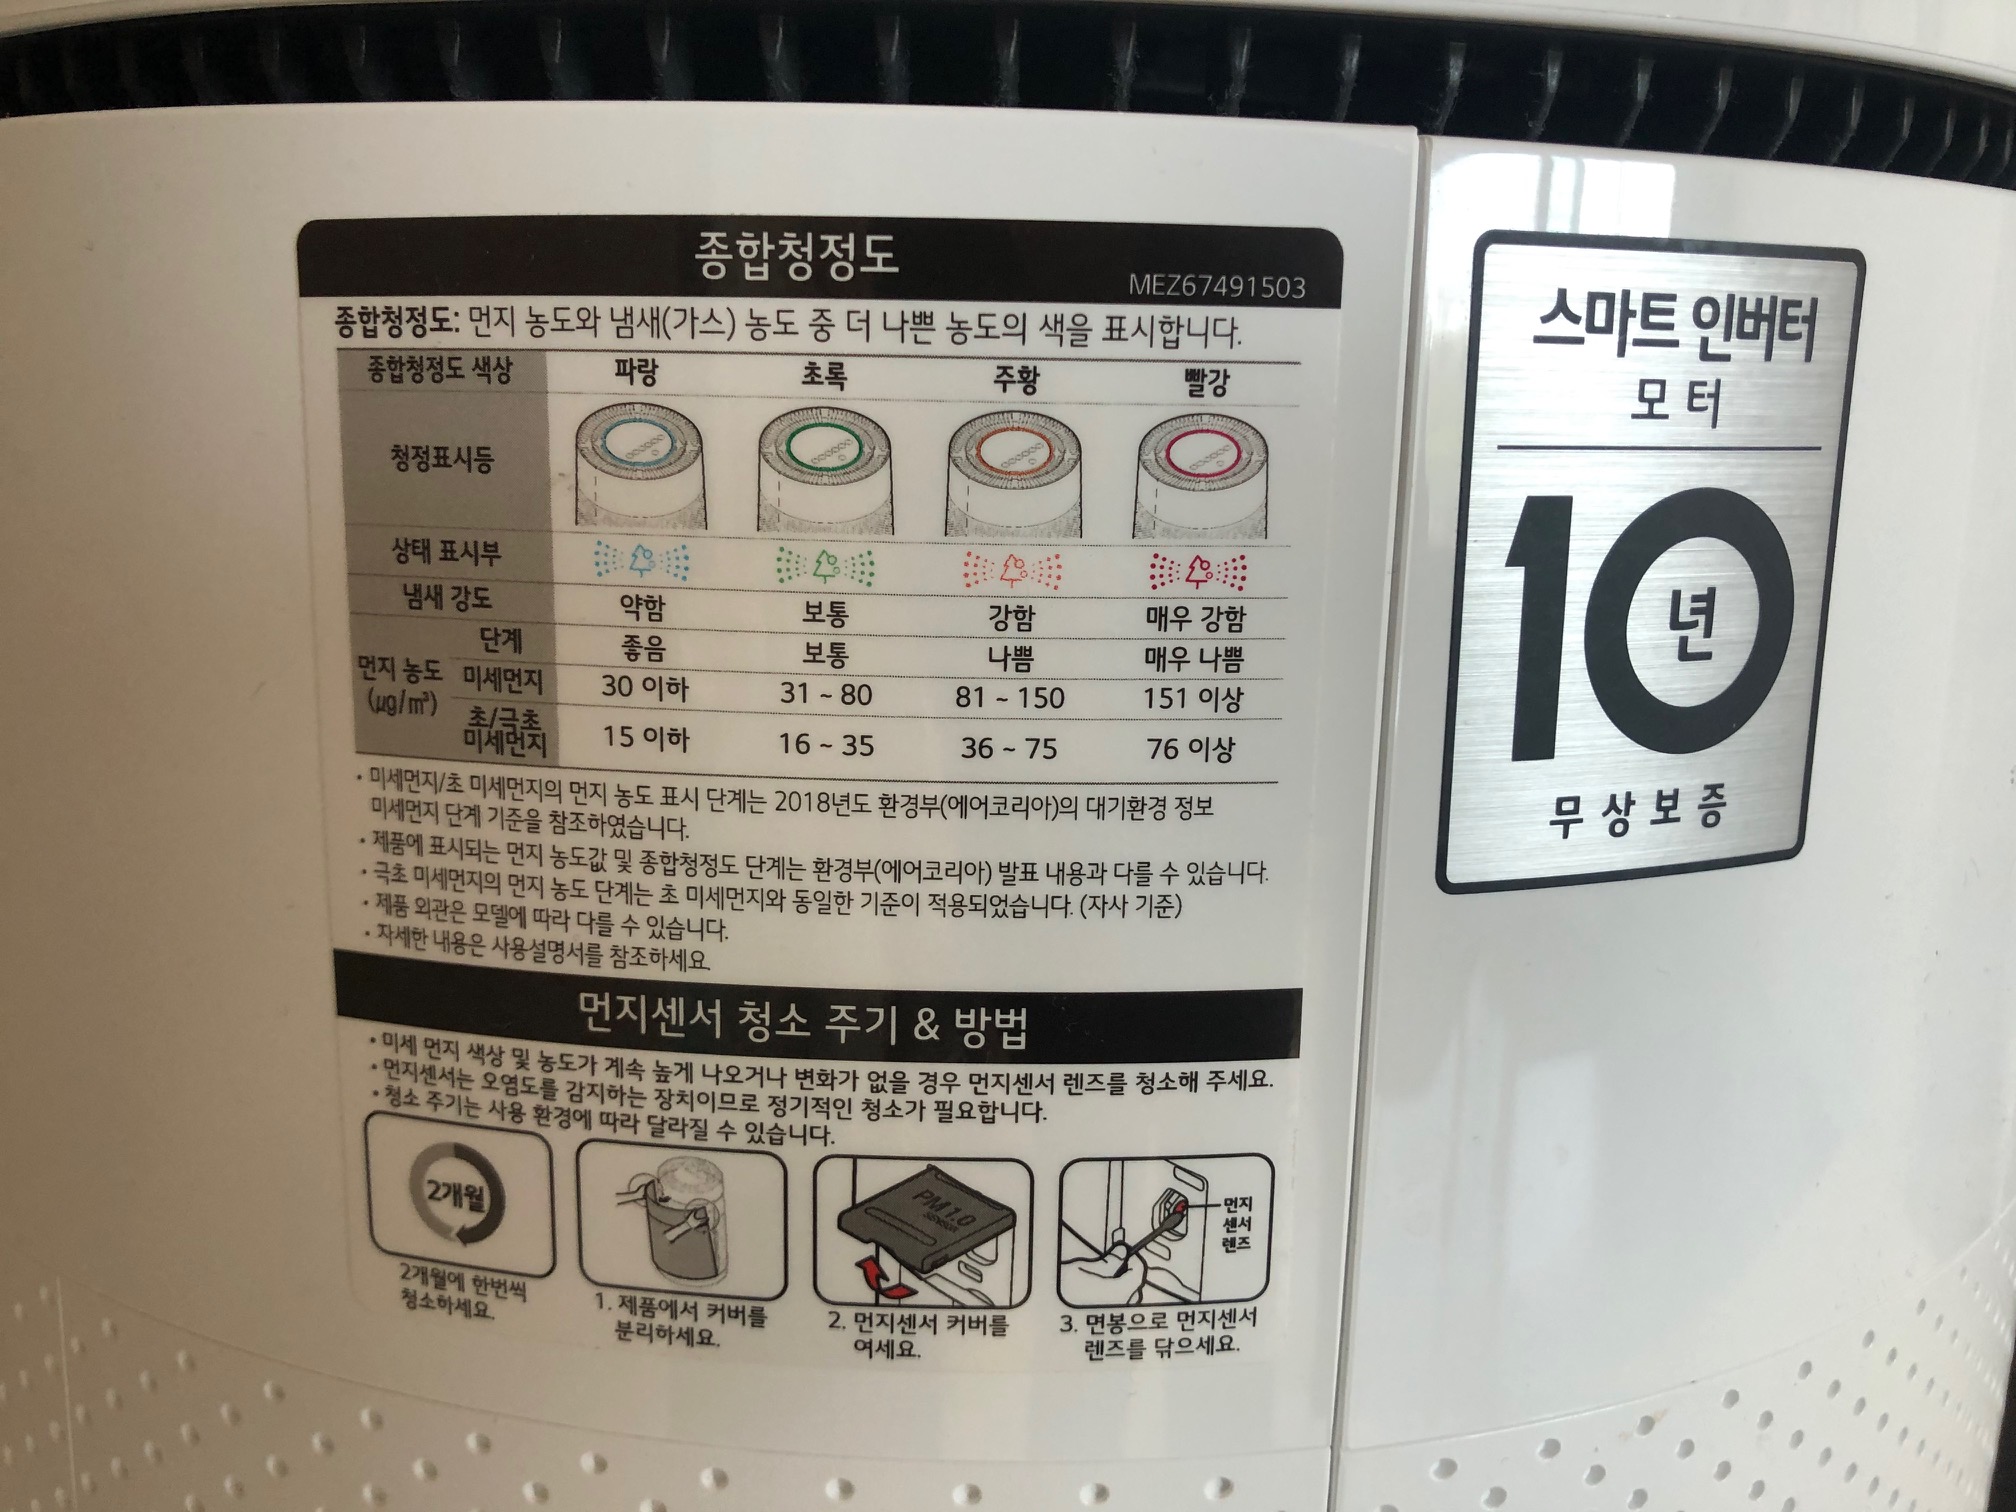 종합청정도
MEZ67491503
종합청정도: 먼지 농도와 냄새(가스) 농도 중 더 나쁜 농도의 색을 표시합니다.
종합청정도 색상 파랑 초록 주황 빨강
청정표시등
상태 표시부
냄새 강도 약함 보통 강함 매우 강함
먼지 농도 (µg/m³) 단계 좋음 보통 나쁨 매우 나쁨
미세먼지 30 이하 31 ~ 80 81 ~ 150 151 이상
초/극초 미세먼지 15 이하 16 ~ 35 36 ~ 75 76 이상
• 미세먼지/초 미세먼지의 먼지 농도 표시 단계는 2018년도 환경부(에어코리아)의 대기환경 정보
미세먼지 단계 기준을 참조하였습니다.
• 제품에 표시되는 먼지 농도값 및 종합청정도 단계는 환경부(에어코리아) 발표 내용과 다를 수 있습니다.
• 극초 미세먼지의 먼지 농도 단계는 초 미세먼지와 동일한 기준이 적용되었습니다. (자사 기준)
• 제품 외관은 모델에 따라 다를 수 있습니다.
• 자세한 내용은 사용설명서를 참조하세요.
먼지센서 청소 주기 & 방법
• 미세 먼지 색상 및 농도가 계속 높게 나오거나 변화가 없을 경우 먼지센서 렌즈를 청소해 주세요.
• 먼지센서는 오염도를 감지하는 장치이므로 정기적인 청소가 필요합니다.
• 청소 주기는 사용 환경에 따라 달라질 수 있습니다.
2개월
2개월에 한번씩
청소하세요.
1. 제품에서 커버를
분리하세요.
PM1.0
SENSOR
2. 먼지센서 커버를
여세요.
먼지
센서
렌즈
3. 면봉으로 먼지센서
렌즈를 닦으세요.
스마트 인버터
모터
10년
무상보증